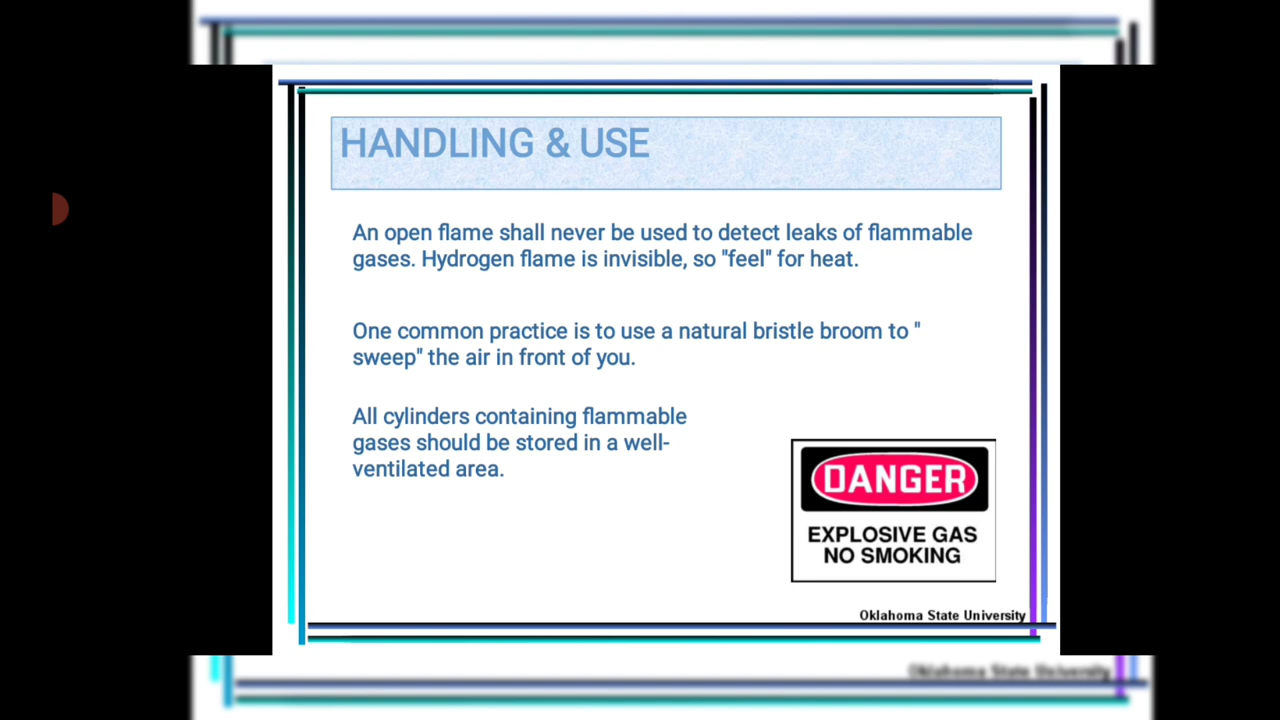 HANDLING & USE
An open flame shall never be used to detect leaks of flammable
gases. Hydrogen flame is invisible, so "feel" for heat.
One common practice is to use a natural bristle broom to "
sweep" the air in front of you.
All cylinders containing flammable
gases should be stored in a well-
ventilated area.
DANGER
EXPLOSIVE GAS
NO SMOKING
Oklahoma State University
Oklahoma State University